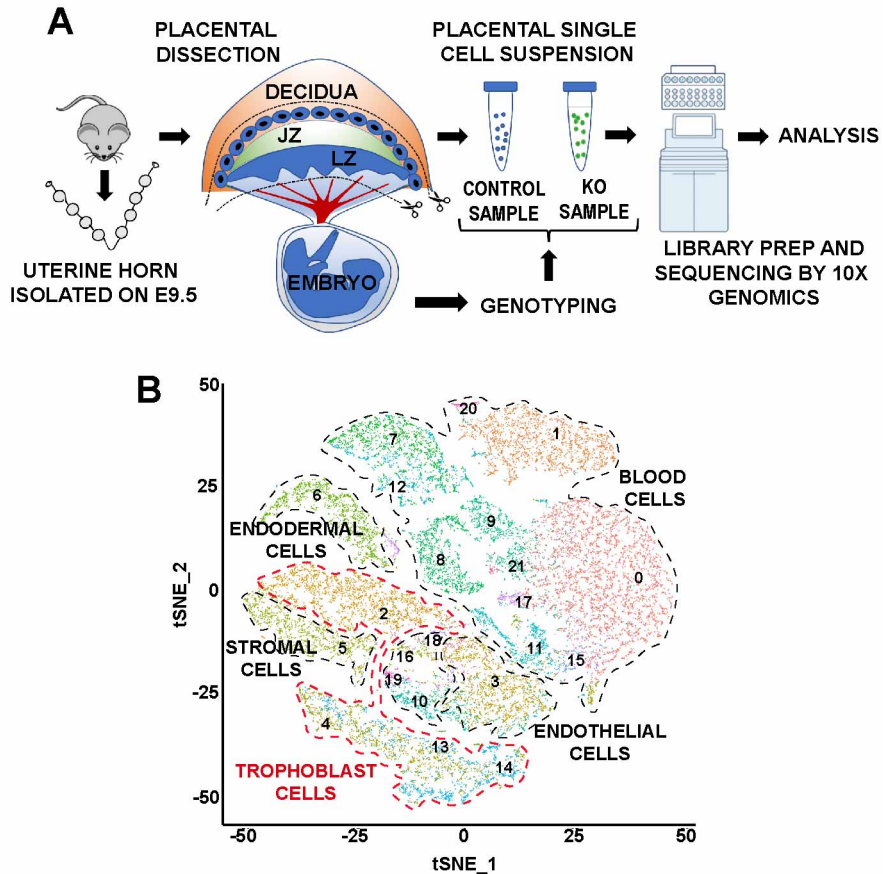 A
PLACENTAL
DISSECTION
PLACENTAL SINGLE
CELL SUSPENSION
DECIDUA
JZ
LZ
ANALYSIS
CONTROL
SAMPLE
KO
SAMPLE
UTERINE HORN
ISOLATED ON E9.5
EMBRYO
GENOTYPING
LIBRARY PREP AND
SEQUENCING BY 10X
GENOMICS
B
50
25
0
-25
-50
tSNE_2
20
1
7
12
BLOOD
CELLS
6
ENDODERMAL
CELLS
9
8
21
0
17
2
18
11
15
STROMAL
CELLS
5
16
19
3
10
4
13
14
ENDOTHELIAL
CELLS
TROPHOBLAST
CELLS
-50
-25
0
25
50
tSNE_1